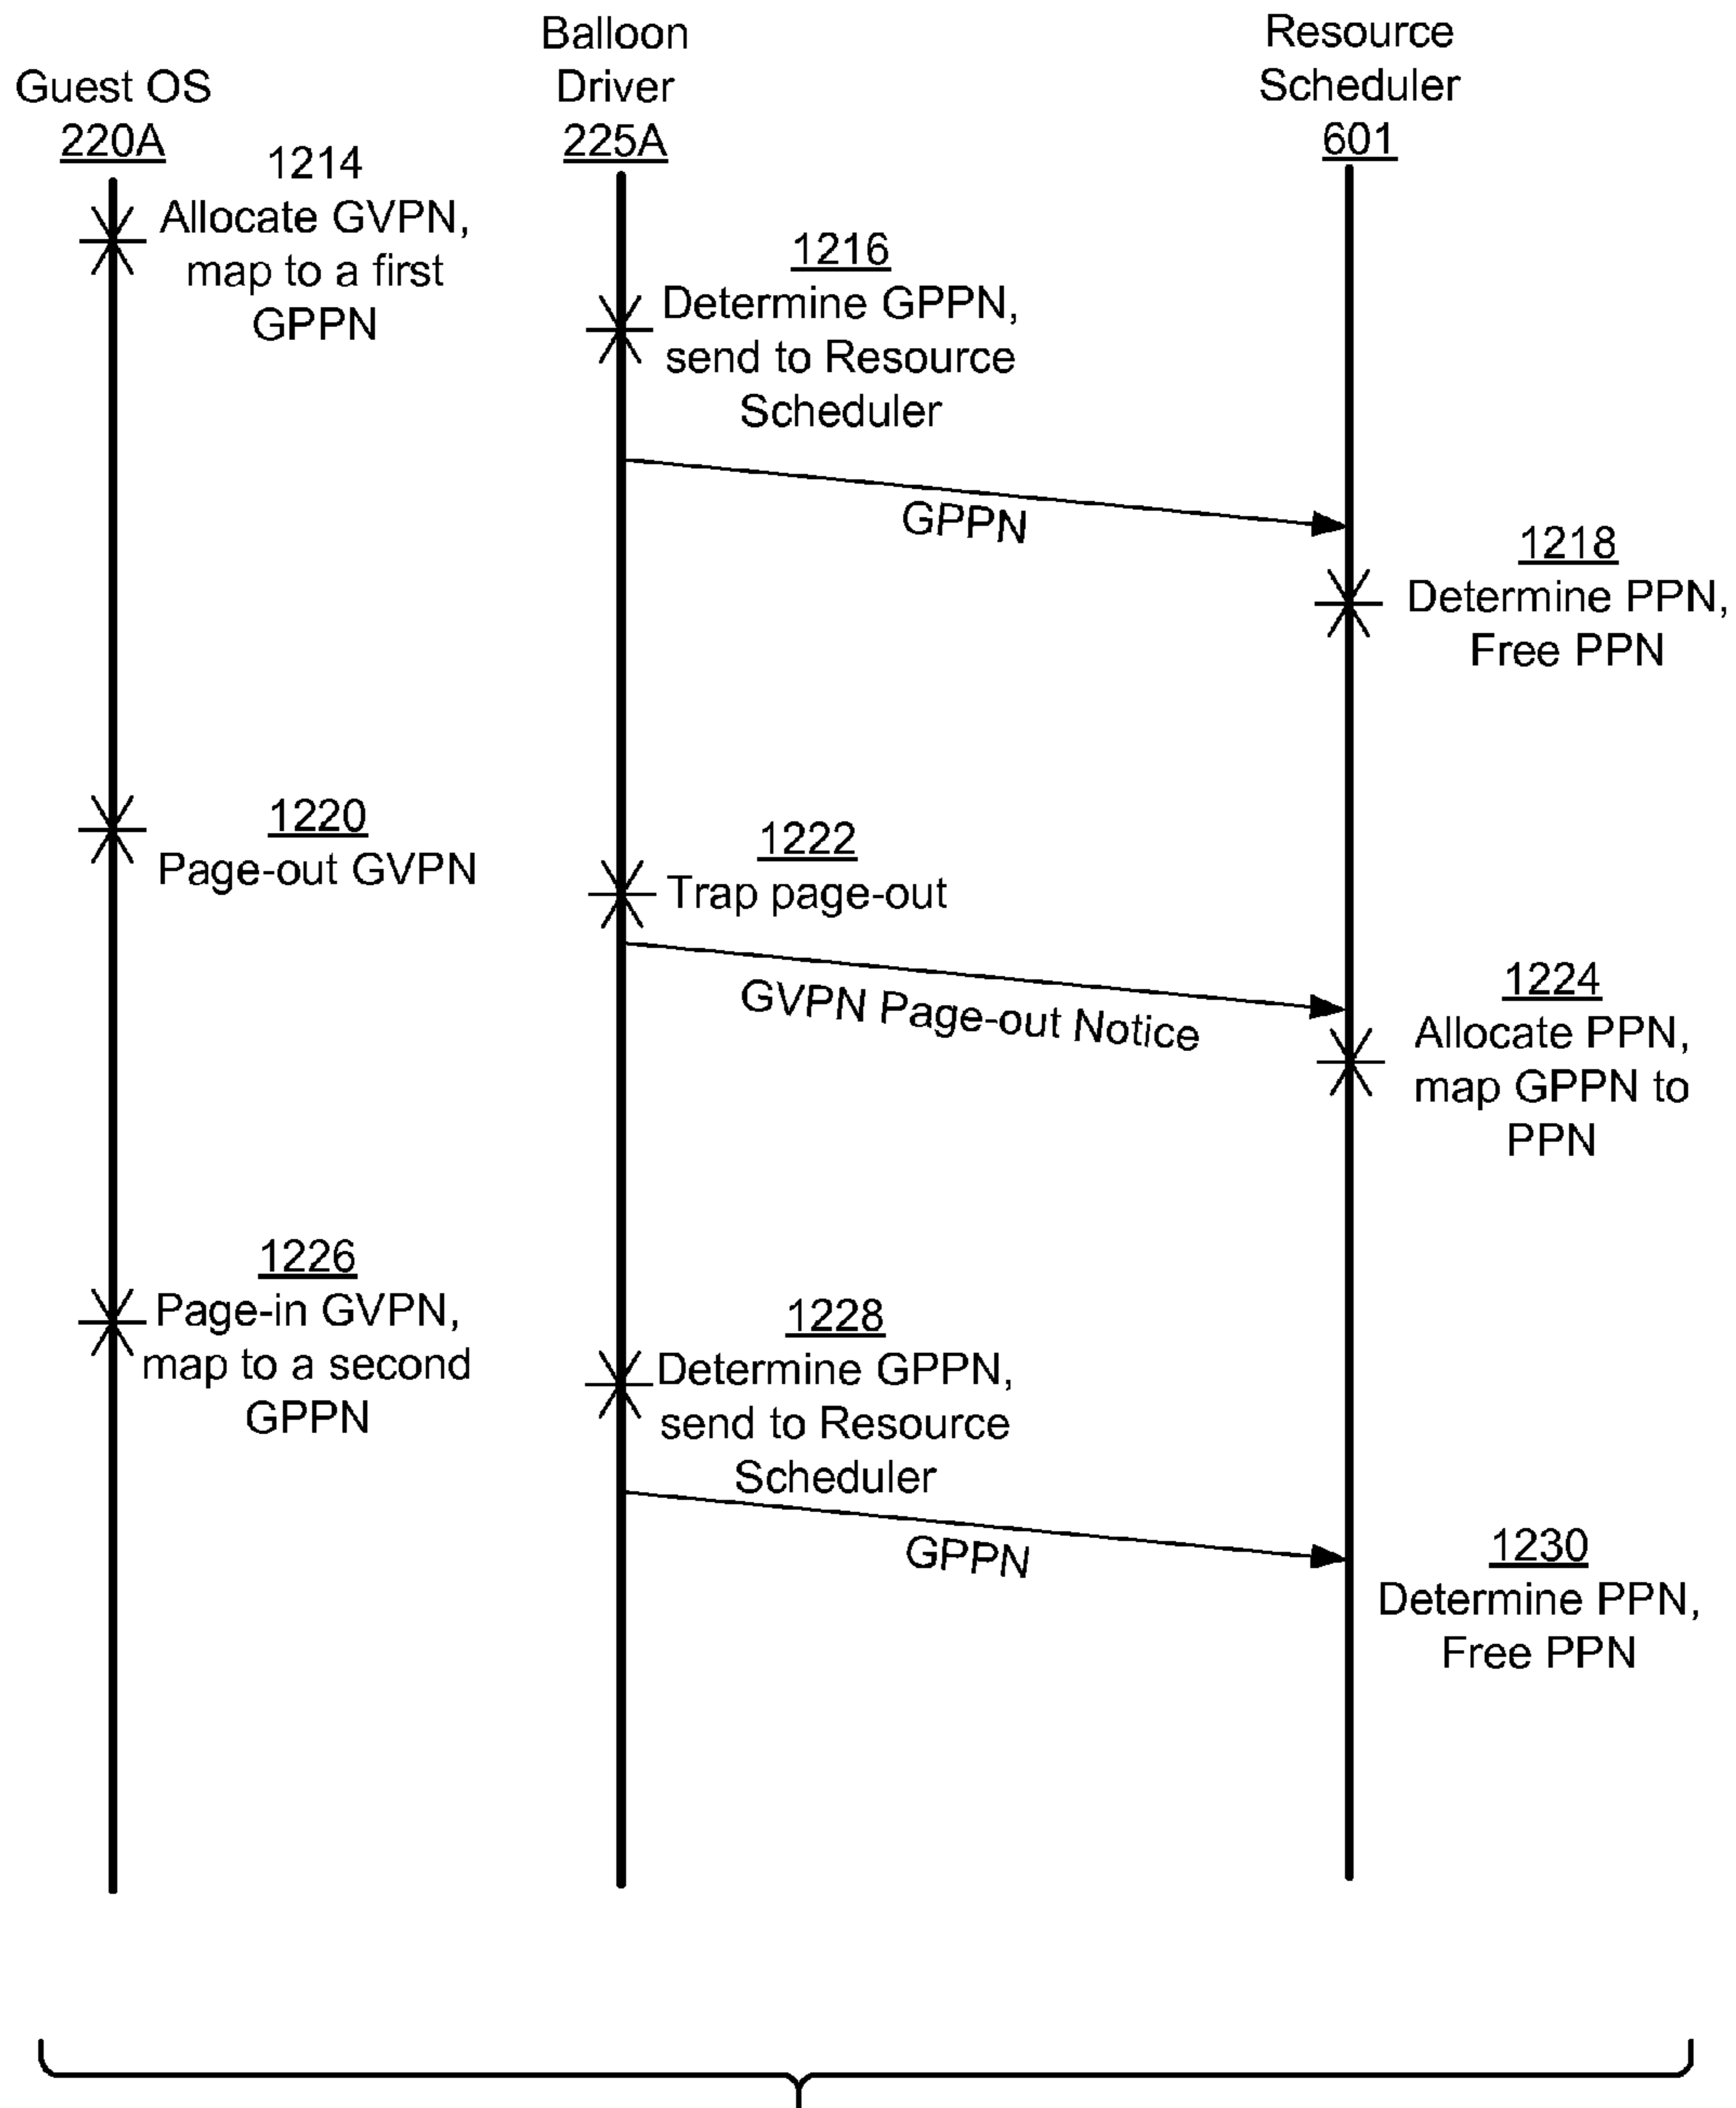 Guest OS
220A
Balloon
Driver
225A
Resource
Scheduler
601
1214
Allocate GVPN,
map to a first
GPPN
1216
Determine GPPN,
send to Resource
Scheduler
GPPN
1218
Determine PPN,
Free PPN
1220
Page-out GVPN
1222
Trap page-out
GVPN Page-out Notice
1224
Allocate PPN,
map GPPN to
PPN
1226
Page-in GVPN,
map to a second
GPPN
1228
Determine GPPN,
send to Resource
Scheduler
GPPN
1230
Determine PPN,
Free PPN